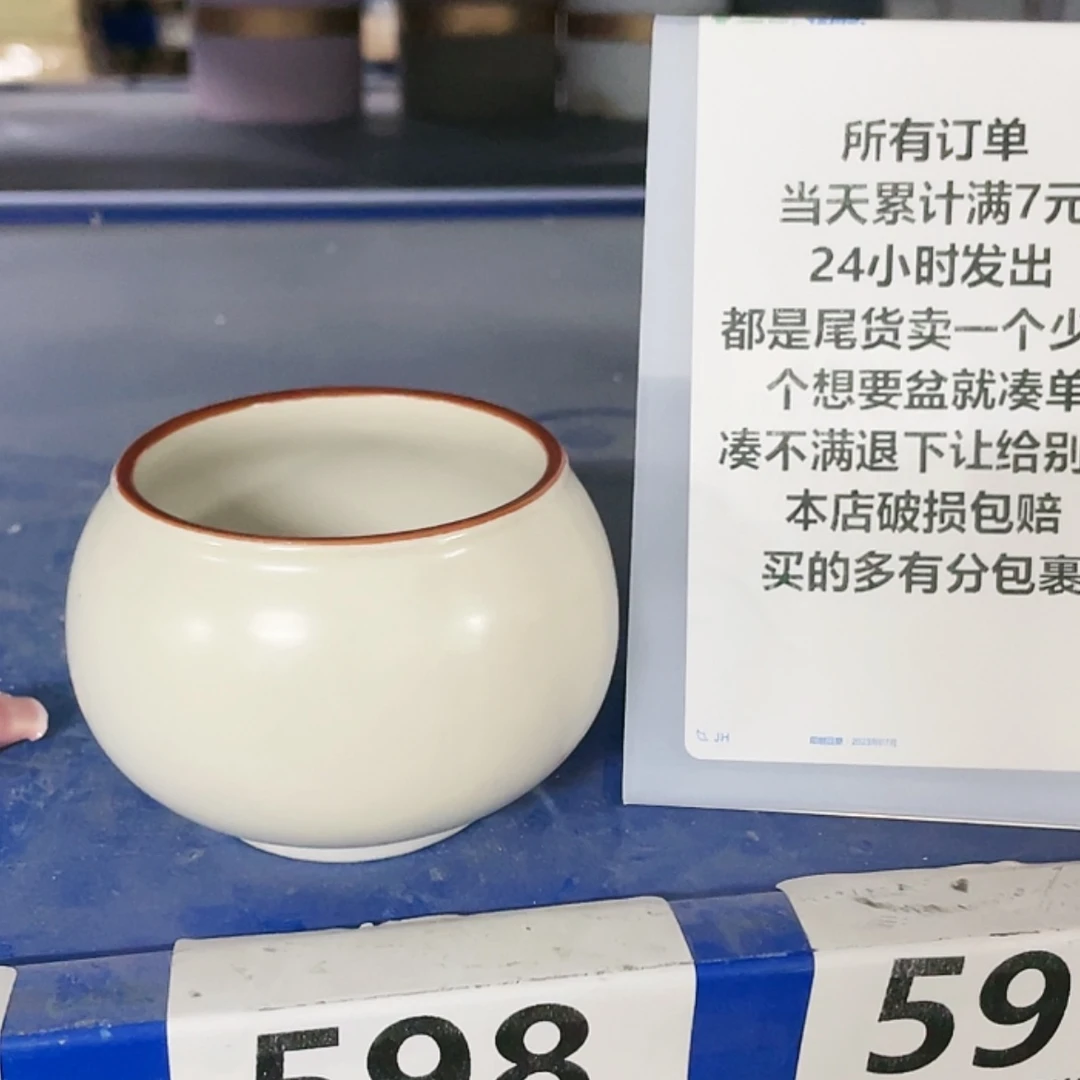 所有订单
当天累计满7元
24小时发出
都是尾货卖一个少
个想要盆就凑单
凑不满退下让给别
本店破损包赔
买的多有分包裹
JH
598
59